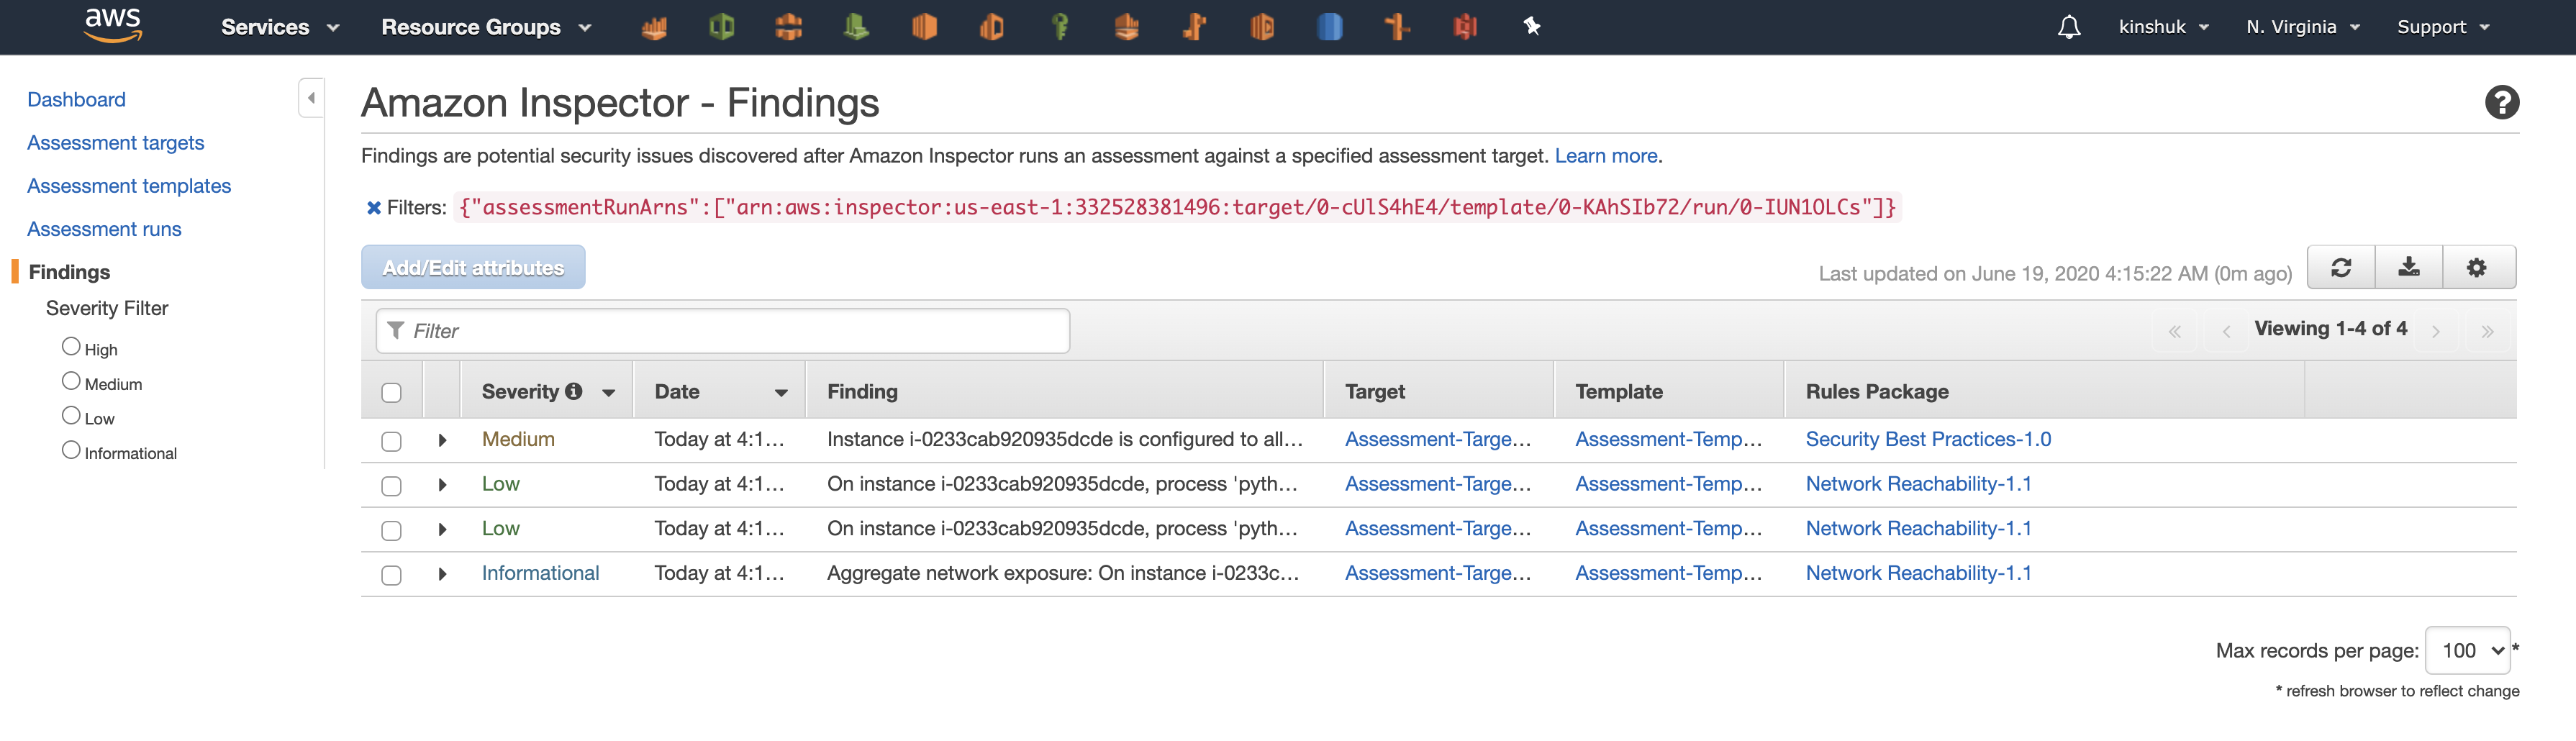 aws Services Resource Groups kinshuk N. Virginia Support
Dashboard
Assessment targets
Assessment templates
Assessment runs
Findings
Severity Filter
High
Medium
Low
Informational
Amazon Inspector - Findings
Findings are potential security issues discovered after Amazon Inspector runs an assessment against a specified assessment target. Learn more.
Filters: {"assessmentRunArns":["arn:aws:inspector:us-east-1:332528381496:target/0-cUlS4hE4/template/0-KAhSIb72/run/0-IUN1OLCs"]}
Add/Edit attributes
Last updated on June 19, 2020 4:15:22 AM (0m ago)
Filter
« ‹ Viewing 1-4 of 4 › »
Severity Date Finding Target Template Rules Package
Medium Today at 4:1... Instance i-0233cab920935dcde is configured to all... Assessment-Targe... Assessment-Temp... Security Best Practices-1.0
Low Today at 4:1... On instance i-0233cab920935dcde, process 'pyth... Assessment-Targe... Assessment-Temp... Network Reachability-1.1
Low Today at 4:1... On instance i-0233cab920935dcde, process 'pyth... Assessment-Targe... Assessment-Temp... Network Reachability-1.1
Informational Today at 4:1... Aggregate network exposure: On instance i-0233c... Assessment-Targe... Assessment-Temp... Network Reachability-1.1
Max records per page: 100 *
* refresh browser to reflect change